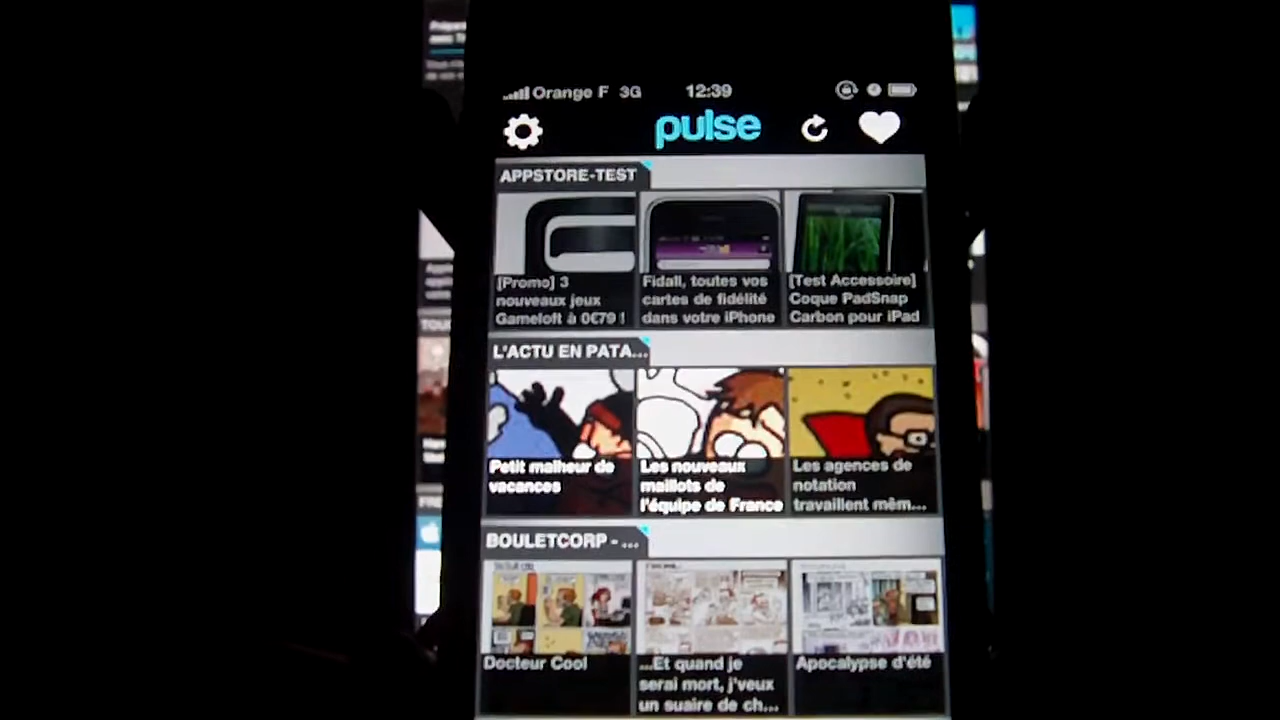 Orange F 3G 12:39
pulse
APPSTORE-TEST
[Promo] 3
nouveaux jeux
Gameloft à 0€79 !
Fidall, toutes vos
cartes de fidélité
dans votre iPhone
[Test Accessoire]
Coque PadSnap
Carbon pour iPad
L'ACTU EN PATA...
Petit malheur de
vacances
Les nouveaux
maillots de
l'équipe de France
Les agences de
notation
travaillent mêm...
BOULETCORP - ...
Docteur Cool
...Et quand je
serai mort, j'veux
un suaire de ch...
Apocalypse d'été